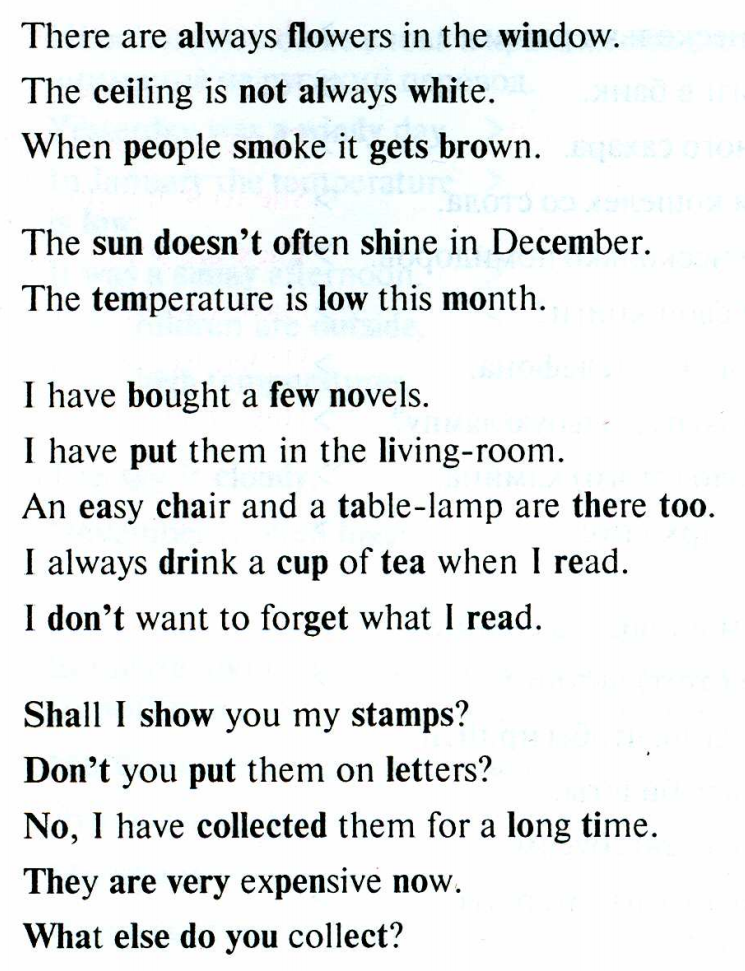 There are always flowers in the window.
The ceiling is not always white.
When people smoke it gets brown.
The sun doesn't often shine in December.
The temperature is low this month.
I have bought a few novels.
I have put them in the living-room.
An easy chair and a table-lamp are there too.
I always drink a cup of tea when I read.
I don't want to forget what I read.
Shall I show you my stamps?
Don't you put them on letters?
No, I have collected them for a long time.
They are very expensive now.
What else do you collect?